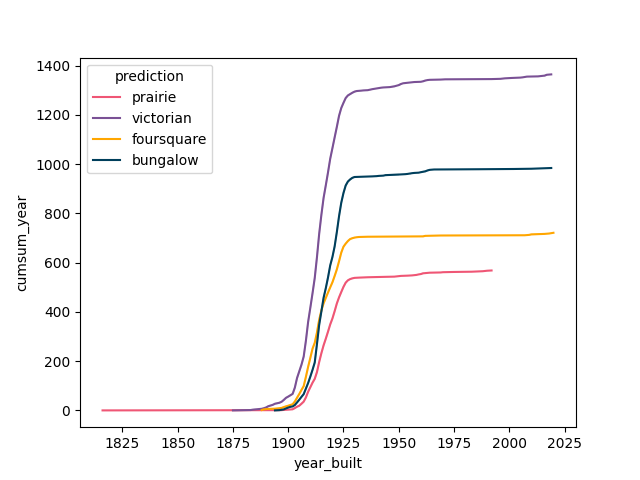 1400
1200
1000
800
600
400
200
0
cumsum_year
prediction
prairie
victorian
foursquare
bungalow
1825
1850
1875
1900
1925
1950
1975
2000
2025
year_built